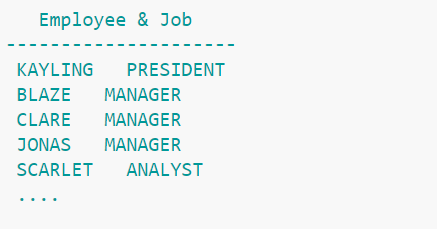 Employee & Job
---------------------
KAYLING   PRESIDENT
BLAZE   MANAGER
CLARE   MANAGER
JONAS   MANAGER
SCARLET   ANALYST
....